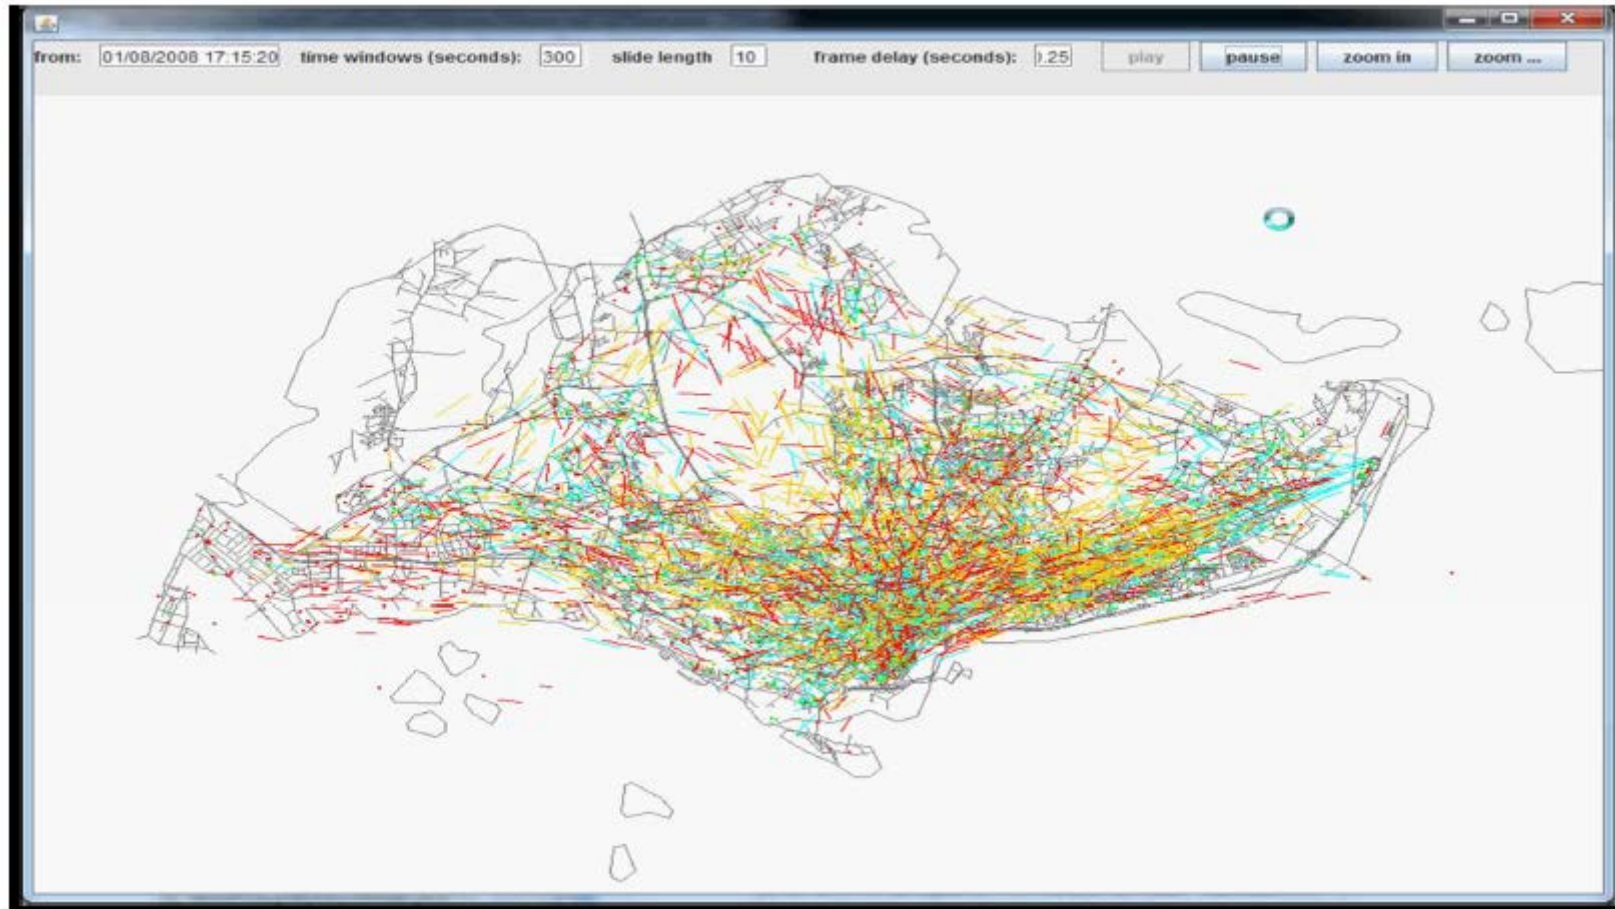 from: 01/08/2008 17:15:20 time windows (seconds): 300 slide length 10 frame delay (seconds): ).25 play pause zoom in zoom ...